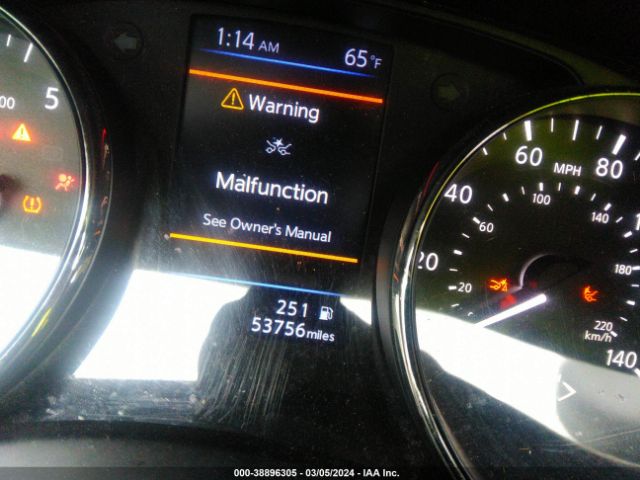 1:14 AM 65°F
Warning
Malfunction
See Owner's Manual
251
53756 miles
5
00
20
40
60
80
MPH
1
140
20
60
100
140
180
220
km/h
000-38896305 - 03/05/2024 - IAA Inc.